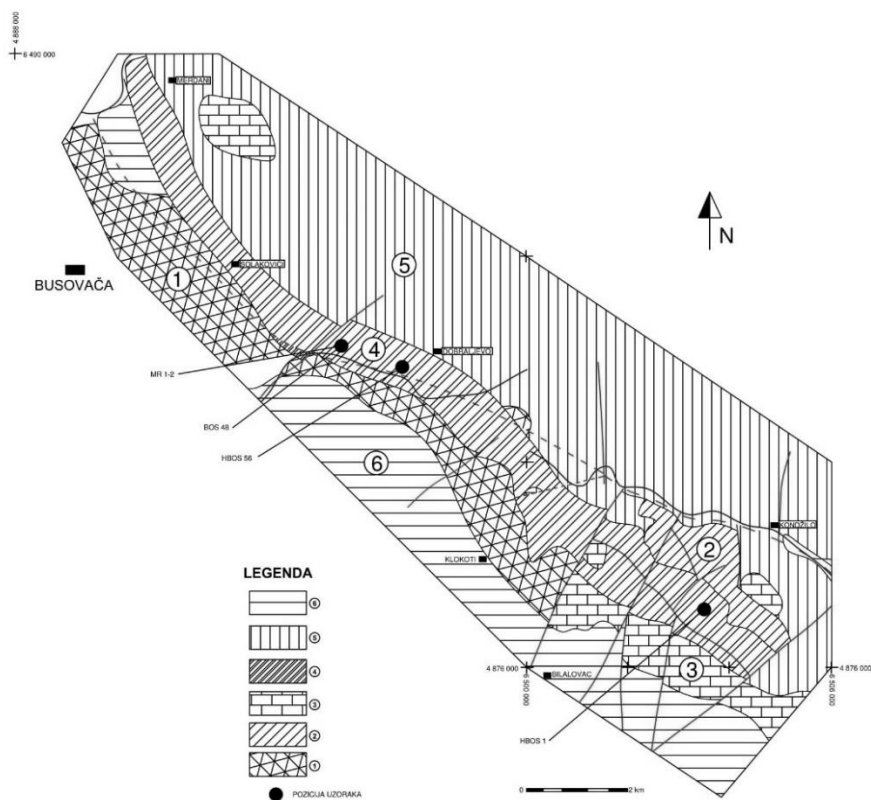 4 888 000
6 490 000
MERDANI
N
5
1
BUSOVAČA
SOLAKOVIĆI
4
DOBRALJEVO
MR 1-2
BOS 48
HBOS 56
6
KONDŽILO
2
KLOKOTI
LEGENDA
6
5
4
3
2
1
POZICIJA UZORAKA
3
4 876 000
6 500 000
4 876 000
6 506 000
BILALOVAC
HBOS 1
0
2 km